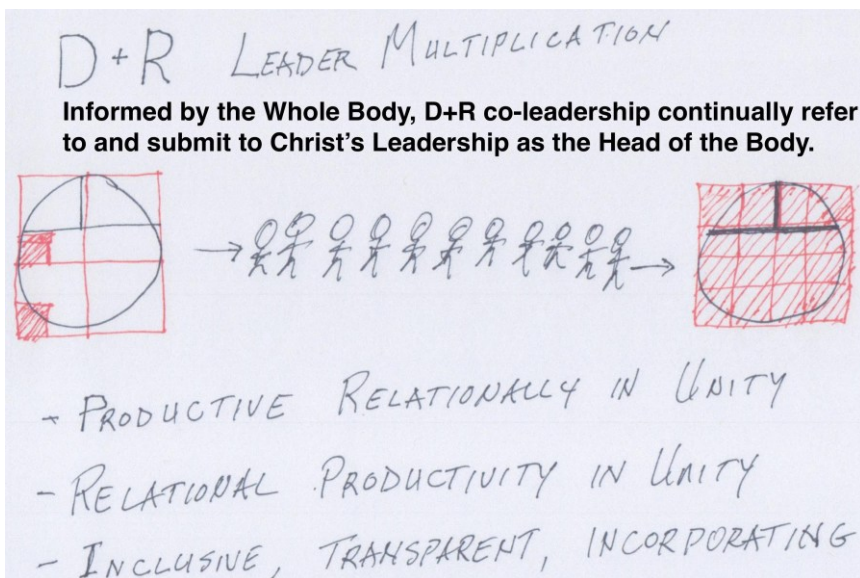 D+R LEADER MULTIPLICATION
Informed by the Whole Body, D+R co-leadership continually refer
to and submit to Christ's Leadership as the Head of the Body.
- PRODUCTIVE RELATIONALLY IN UNITY
- RELATIONAL PRODUCTIVITY IN UNITY
- INCLUSIVE, TRANSPARENT, INCORPORATING